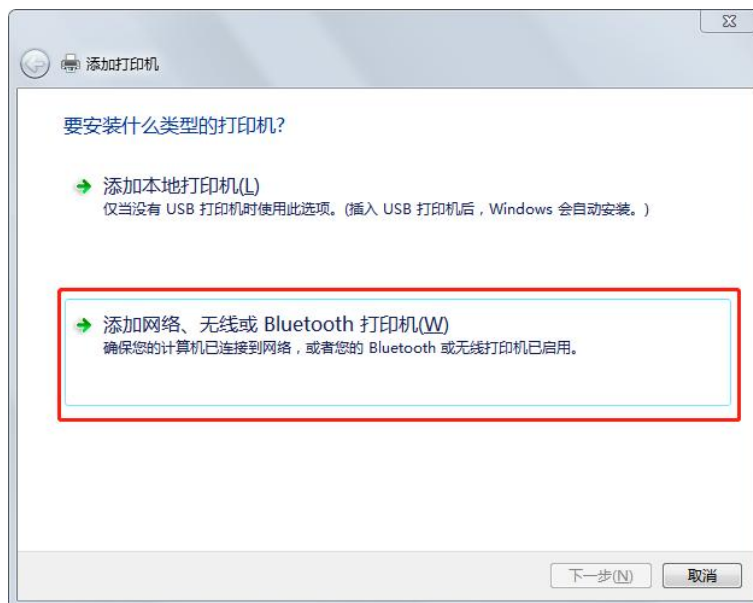 添加打印机
要安装什么类型的打印机?
添加本地打印机(L)
仅当没有 USB 打印机时使用此选项。(插入 USB 打印机后，Windows 会自动安装。)
添加网络、无线或 Bluetooth 打印机(W)
确保您的计算机已连接到网络，或者您的 Bluetooth 或无线打印机已启用。
下一步(N) 取消